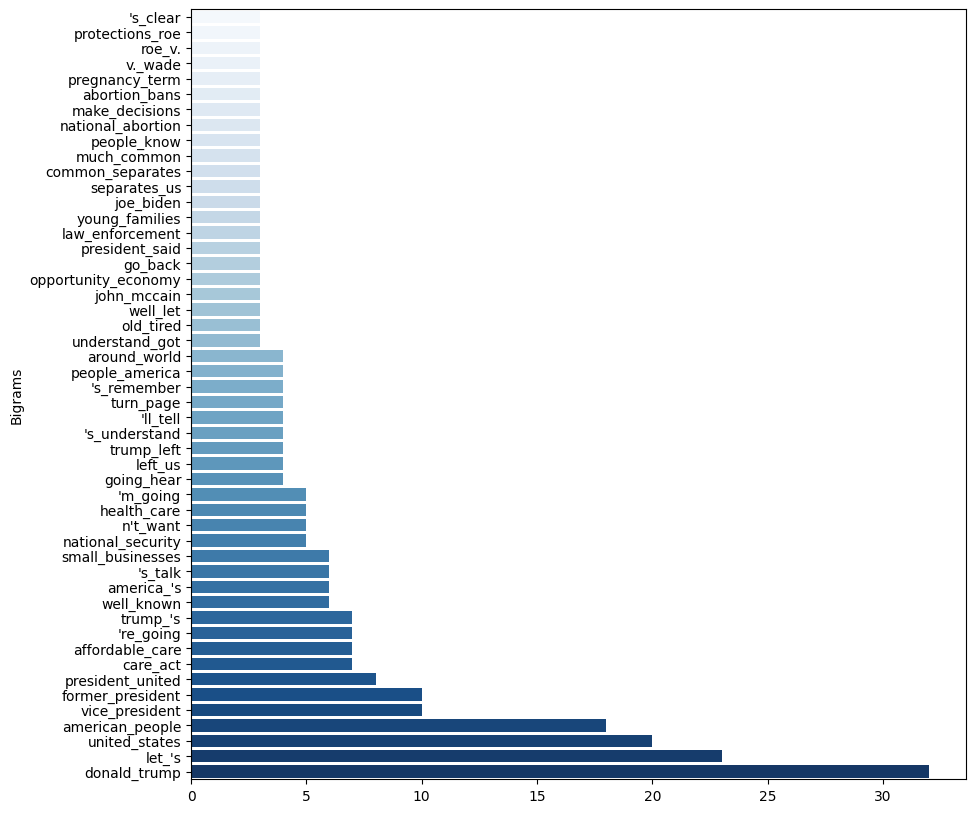 's_clear
protections_roe
roe_v.
v._wade
pregnancy_term
abortion_bans
make_decisions
national_abortion
people_know
much_common
common_separates
separates_us
joe_biden
young_families
law_enforcement
president_said
go_back
opportunity_economy
john_mccain
well_let
old_tired
understand_got
around_world
people_america
's_remember
turn_page
'll_tell
's_understand
trump_left
left_us
going_hear
'm_going
health_care
n't_want
national_security
small_businesses
's_talk
america_'s
well_known
trump_'s
're_going
affordable_care
care_act
president_united
former_president
vice_president
american_people
united_states
let_'s
donald_trump
Bigrams
0 5 10 15 20 25 30